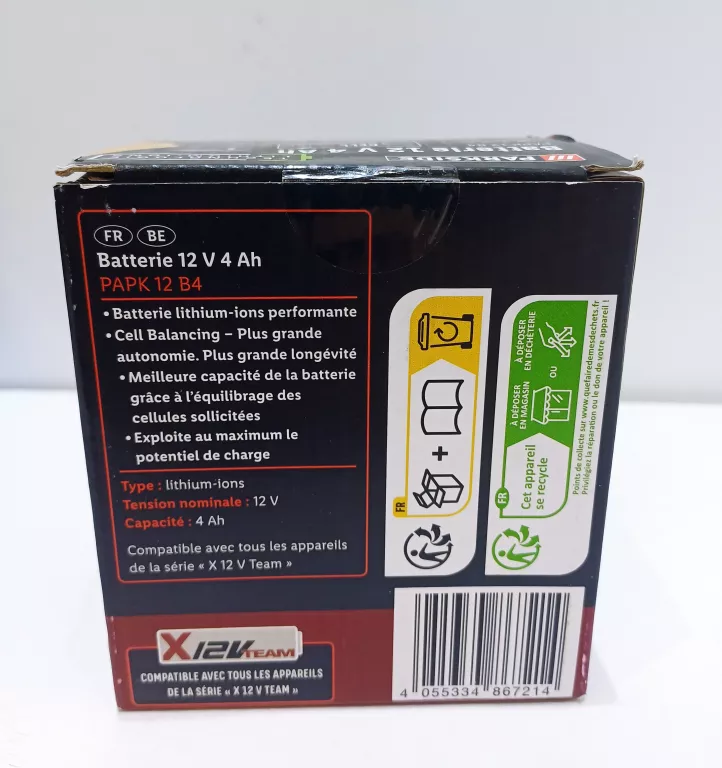 PARKSIDE
Batterie 12 V 4 Ah
FR BE
Batterie 12 V 4 Ah
PAPK 12 B4
• Batterie lithium-ions performante
• Cell Balancing – Plus grande
autonomie. Plus grande longévité
• Meilleure capacité de la batterie
grâce à l'équilibrage des
cellules sollicitées
• Exploite au maximum le
potentiel de charge
Type : lithium-ions
Tension nominale : 12 V
Capacité : 4 Ah
Compatible avec tous les appareils
de la série « X 12 V Team »
X12V TEAM
COMPATIBLE AVEC TOUS LES APPAREILS
DE LA SÉRIE « X 12 V TEAM »
FR
+
FR
Cet appareil
se recycle
À DÉPOSER
EN MAGASIN
OU
À DÉPOSER
EN DÉCHÈTERIE
Points de collecte sur www.quefairedemesdechets.fr
Privilégiez la réparation ou le don de votre appareil !
4 055334 867214